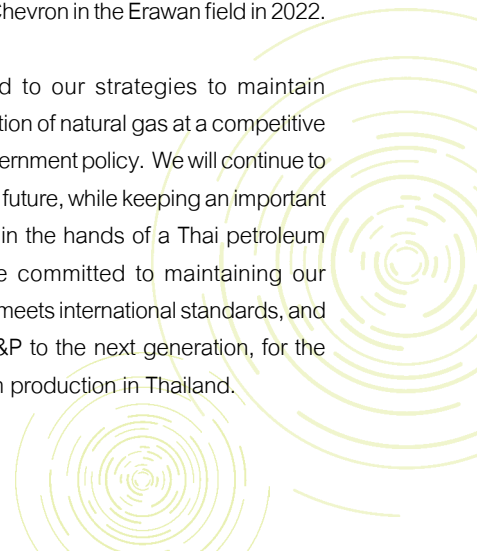 Chevron in the Erawan field in 2022.
d to our strategies to maintain
tion of natural gas at a competitive
ernment policy. We will continue to
future, while keeping an important
in the hands of a Thai petroleum
e committed to maintaining our
meets international standards, and
&P to the next generation, for the
production in Thailand.